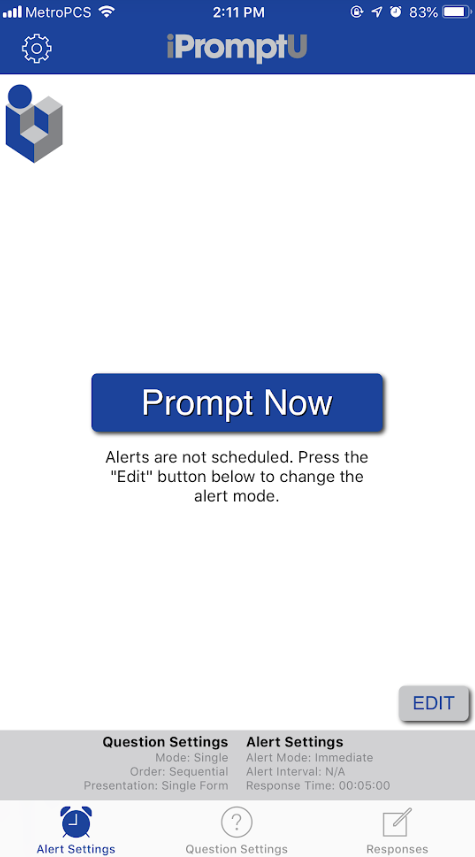 MetroPCS 2:11 PM 83%
iPromptU
Prompt Now
Alerts are not scheduled. Press the
"Edit" button below to change the
alert mode.
EDIT
Question Settings
Mode: Single
Order: Sequential
Presentation: Single Form
Alert Settings
Alert Mode: Immediate
Alert Interval: N/A
Response Time: 00:05:00
Alert Settings
?
Question Settings
Responses